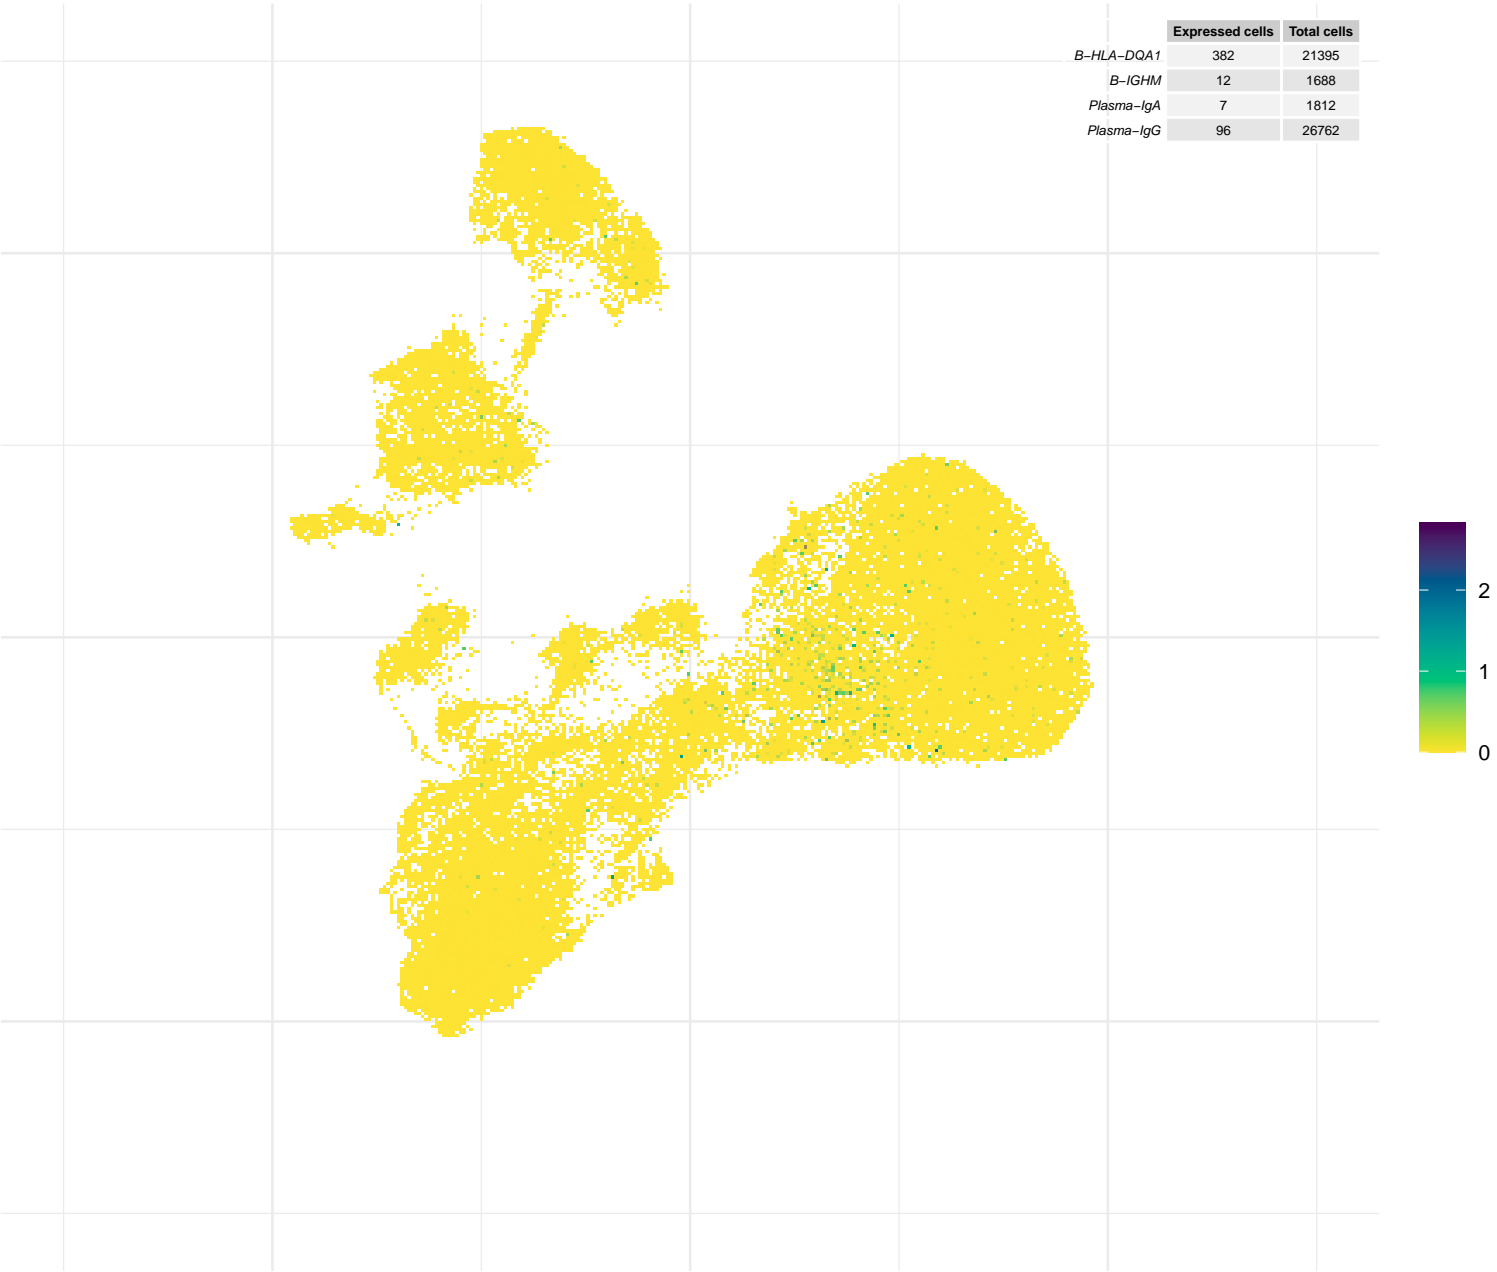 Expressed cells Total cells
B−HLA−DQA1 382 21395
B−IGHM 12 1688
Plasma−IgA 7 1812
Plasma−IgG 96 26762
2
1
0